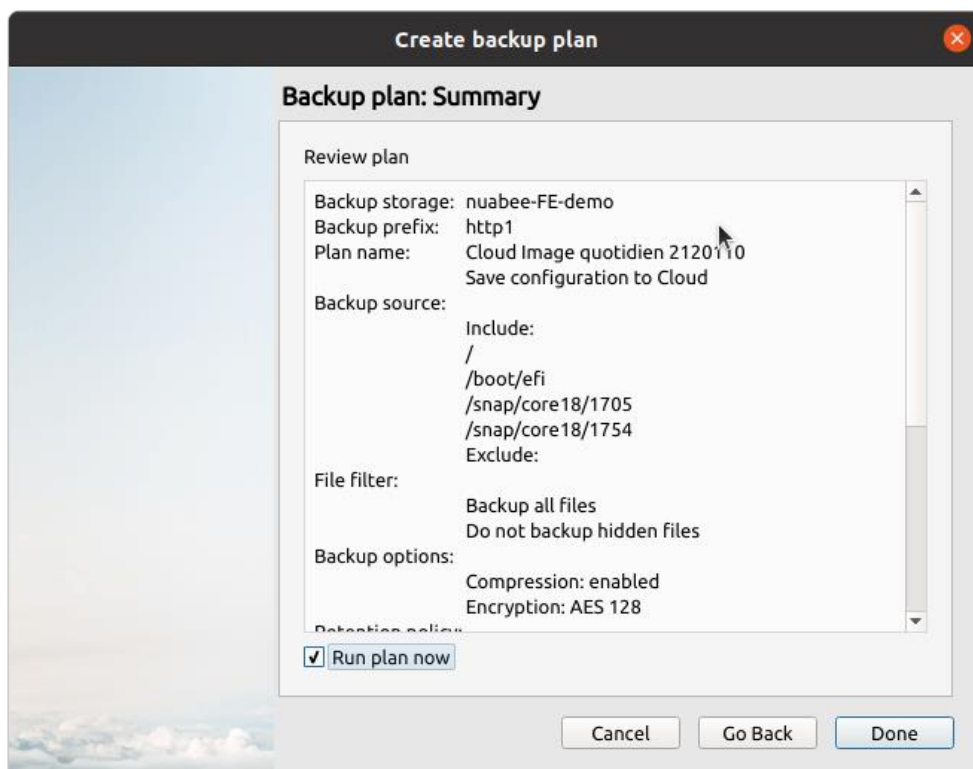 Create backup plan
Backup plan: Summary
Review plan
Backup storage: nuabee-FE-demo
Backup prefix: http1
Plan name: Cloud Image quotidien 2120110
Save configuration to Cloud
Backup source:
Include:
/
/boot/efi
/snap/core18/1705
/snap/core18/1754
Exclude:
File filter:
Backup all files
Do not backup hidden files
Backup options:
Compression: enabled
Encryption: AES 128
Retention policy:
Run plan now
Cancel Go Back Done